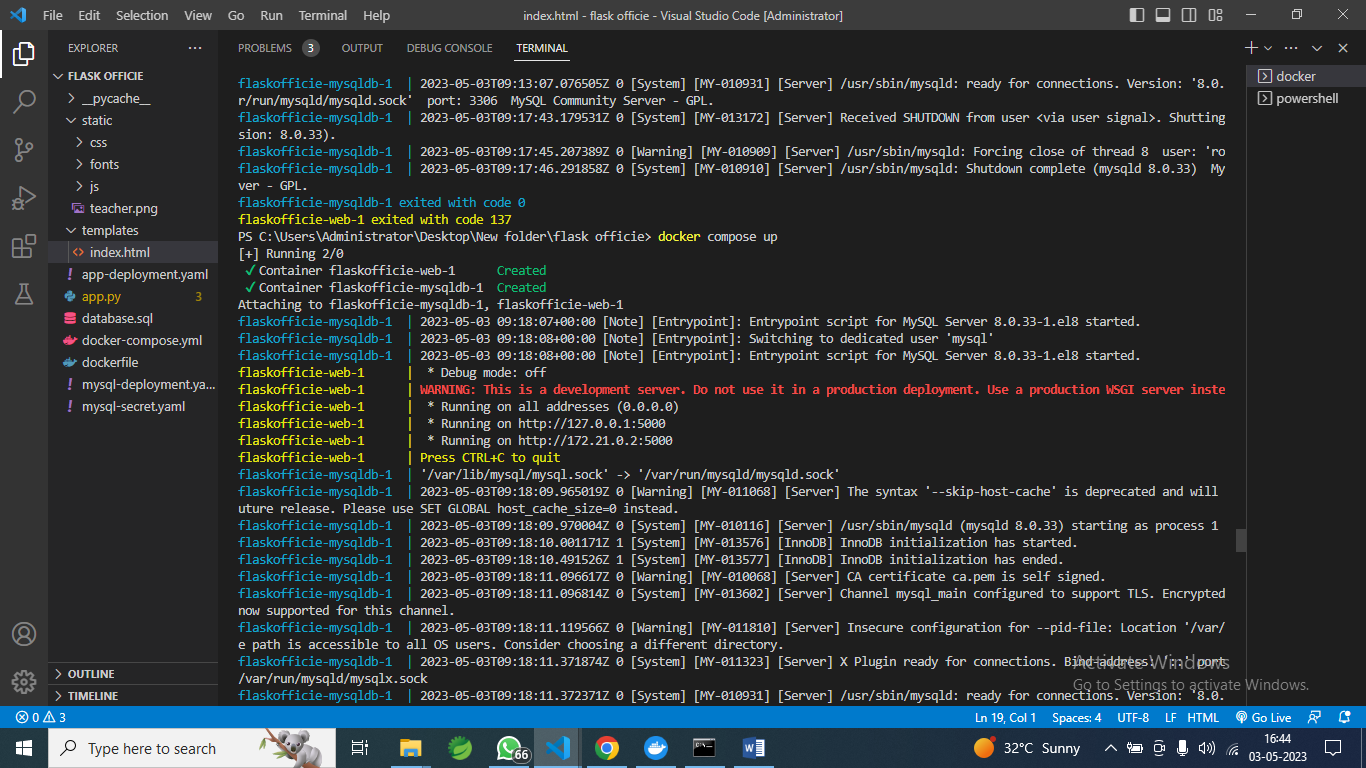 File Edit Selection View Go Run Terminal Help index.html - flask officie - Visual Studio Code [Administrator]
EXPLORER ···
FLASK OFFICIE
__pycache__
static
css
fonts
js
teacher.png
templates
index.html
app-deployment.yaml
app.py 3
database.sql
docker-compose.yml
dockerfile
mysql-deployment.ya...
mysql-secret.yaml
OUTLINE
TIMELINE
PROBLEMS 3 OUTPUT DEBUG CONSOLE TERMINAL
flaskofficie-mysqldb-1 | 2023-05-03T09:13:07.076505Z 0 [System] [MY-010931] [Server] /usr/sbin/mysqld: ready for connections. Version: '8.0.
r/run/mysqld/mysqld.sock' port: 3306 MySQL Community Server - GPL.
flaskofficie-mysqldb-1 | 2023-05-03T09:17:43.179531Z 0 [System] [MY-013172] [Server] Received SHUTDOWN from user <via user signal>. Shutting
sion: 8.0.33).
flaskofficie-mysqldb-1 | 2023-05-03T09:17:45.207389Z 0 [Warning] [MY-010909] [Server] /usr/sbin/mysqld: Forcing close of thread 8 user: 'ro
flaskofficie-mysqldb-1 | 2023-05-03T09:17:46.291858Z 0 [System] [MY-010910] [Server] /usr/sbin/mysqld: Shutdown complete (mysqld 8.0.33) My
ver - GPL.
flaskofficie-mysqldb-1 exited with code 0
flaskofficie-web-1 exited with code 137
PS C:\Users\Administrator\Desktop\New folder\flask officie> docker compose up
[+] Running 2/0
✓Container flaskofficie-web-1 Created
✓Container flaskofficie-mysqldb-1 Created
Attaching to flaskofficie-mysqldb-1, flaskofficie-web-1
flaskofficie-mysqldb-1 | 2023-05-03 09:18:07+00:00 [Note] [Entrypoint]: Entrypoint script for MySQL Server 8.0.33-1.el8 started.
flaskofficie-mysqldb-1 | 2023-05-03 09:18:08+00:00 [Note] [Entrypoint]: Switching to dedicated user 'mysql'
flaskofficie-mysqldb-1 | 2023-05-03 09:18:08+00:00 [Note] [Entrypoint]: Entrypoint script for MySQL Server 8.0.33-1.el8 started.
flaskofficie-web-1 | * Debug mode: off
flaskofficie-web-1 | WARNING: This is a development server. Do not use it in a production deployment. Use a production WSGI server inste
flaskofficie-web-1 | * Running on all addresses (0.0.0.0)
flaskofficie-web-1 | * Running on http://127.0.0.1:5000
flaskofficie-web-1 | * Running on http://172.21.0.2:5000
flaskofficie-web-1 | Press CTRL+C to quit
flaskofficie-mysqldb-1 | '/var/lib/mysql/mysql.sock' -> '/var/run/mysqld/mysqld.sock'
flaskofficie-mysqldb-1 | 2023-05-03T09:18:09.965019Z 0 [Warning] [MY-011068] [Server] The syntax '--skip-host-cache' is deprecated and will
uture release. Please use SET GLOBAL host_cache_size=0 instead.
flaskofficie-mysqldb-1 | 2023-05-03T09:18:09.970004Z 0 [System] [MY-010116] [Server] /usr/sbin/mysqld (mysqld 8.0.33) starting as process 1
flaskofficie-mysqldb-1 | 2023-05-03T09:18:10.001171Z 1 [System] [MY-013576] [InnoDB] InnoDB initialization has started.
flaskofficie-mysqldb-1 | 2023-05-03T09:18:10.491526Z 1 [System] [MY-013577] [InnoDB] InnoDB initialization has ended.
flaskofficie-mysqldb-1 | 2023-05-03T09:18:11.096617Z 0 [Warning] [MY-010068] [Server] CA certificate ca.pem is self signed.
flaskofficie-mysqldb-1 | 2023-05-03T09:18:11.096814Z 0 [System] [MY-013602] [Server] Channel mysql_main configured to support TLS. Encrypted
now supported for this channel.
flaskofficie-mysqldb-1 | 2023-05-03T09:18:11.119566Z 0 [Warning] [MY-011810] [Server] Insecure configuration for --pid-file: Location '/var/
e path is accessible to all OS users. Consider choosing a different directory.
flaskofficie-mysqldb-1 | 2023-05-03T09:18:11.371874Z 0 [System] [MY-011323] [Server] X Plugin ready for connections. Bind-address: '::' port
/var/run/mysqld/mysqlx.sock
flaskofficie-mysqldb-1 | 2023-05-03T09:18:11.372371Z 0 [System] [MY-010931] [Server] /usr/sbin/mysqld: ready for connections. Version: '8.0.
docker
powershell
Activate Windows
Go to Settings to activate Windows.
0 3 Ln 19, Col 1 Spaces: 4 UTF-8 LF HTML Go Live
Type here to search 66 32°C Sunny 16:44
03-05-2023